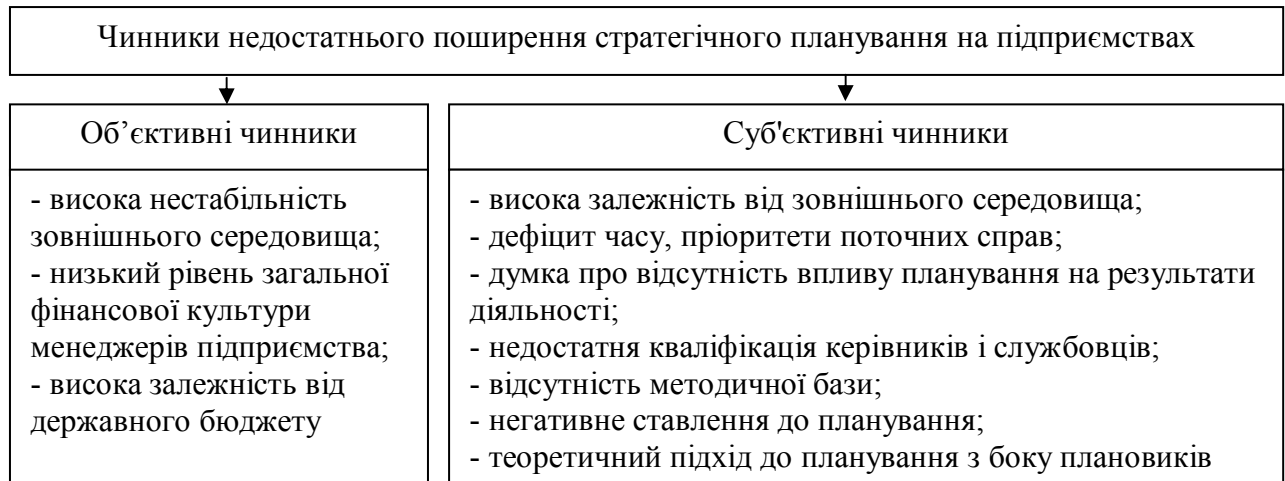 Чинники недостатнього поширення стратегічного планування на підприємствах
Об’єктивні чинники
- висока нестабільність
зовнішнього середовища;
- низький рівень загальної
фінансової культури
менеджерів підприємства;
- висока залежність від
державного бюджету
Суб'єктивні чинники
- висока залежність від зовнішнього середовища;
- дефіцит часу, пріоритети поточних справ;
- думка про відсутність впливу планування на результати
діяльності;
- недостатня кваліфікація керівників і службовців;
- відсутність методичної бази;
- негативне ставлення до планування;
- теоретичний підхід до планування з боку плановиків